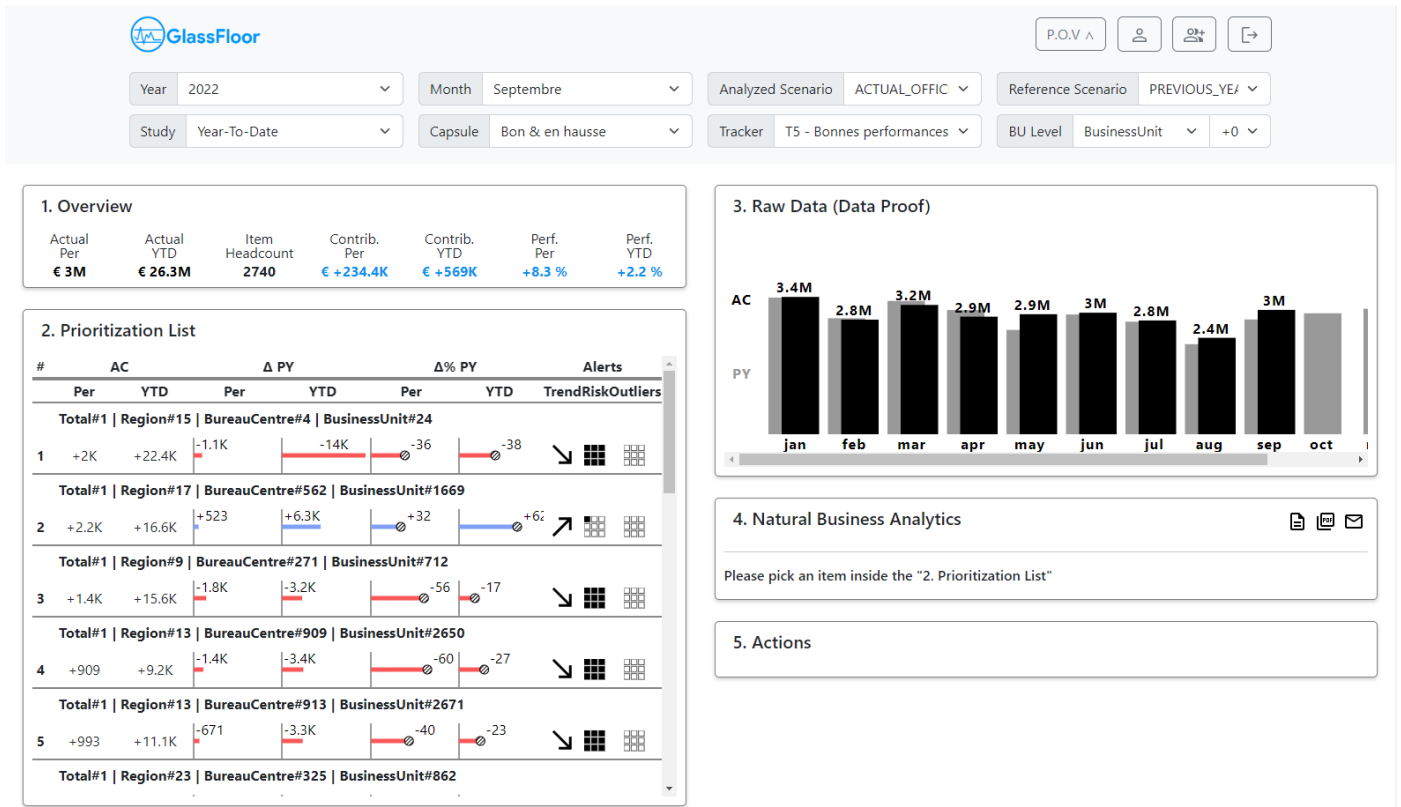 GlassFloor
P.O.V ∧
Year 2022 Month Septembre Analyzed Scenario ACTUAL_OFFIC Reference Scenario PREVIOUS_YEA
Study Year-To-Date Capsule Bon & en hausse Tracker T5 - Bonnes performances BU Level BusinessUnit +0
1. Overview
Actual Per Actual YTD Item Headcount Contrib. Per Contrib. YTD Perf. Per Perf. YTD
€ 3M € 26.3M 2740 € +234.4K € +569K +8.3 % +2.2 %
2. Prioritization List
# AC Δ PY Δ% PY Alerts
Per YTD Per YTD Per YTD Trend Risk Outliers
Total#1 | Region#15 | BureauCentre#4 | BusinessUnit#24
1 +2K +22.4K -1.1K -14K -36 -38
Total#1 | Region#17 | BureauCentre#562 | BusinessUnit#1669
2 +2.2K +16.6K +523 +6.3K +32 +62
Total#1 | Region#9 | BureauCentre#271 | BusinessUnit#712
3 +1.4K +15.6K -1.8K -3.2K -56 -17
Total#1 | Region#13 | BureauCentre#909 | BusinessUnit#2650
4 +909 +9.2K -1.4K -3.4K -60 -27
Total#1 | Region#13 | BureauCentre#913 | BusinessUnit#2671
5 +993 +11.1K -671 -3.3K -40 -23
Total#1 | Region#23 | BureauCentre#325 | BusinessUnit#862
3. Raw Data (Data Proof)
AC
PY
3.4M 2.8M 3.2M 2.9M 2.9M 3M 2.8M 2.4M 3M
jan feb mar apr may jun jul aug sep oct
4. Natural Business Analytics
PDF
Please pick an item inside the "2. Prioritization List"
5. Actions